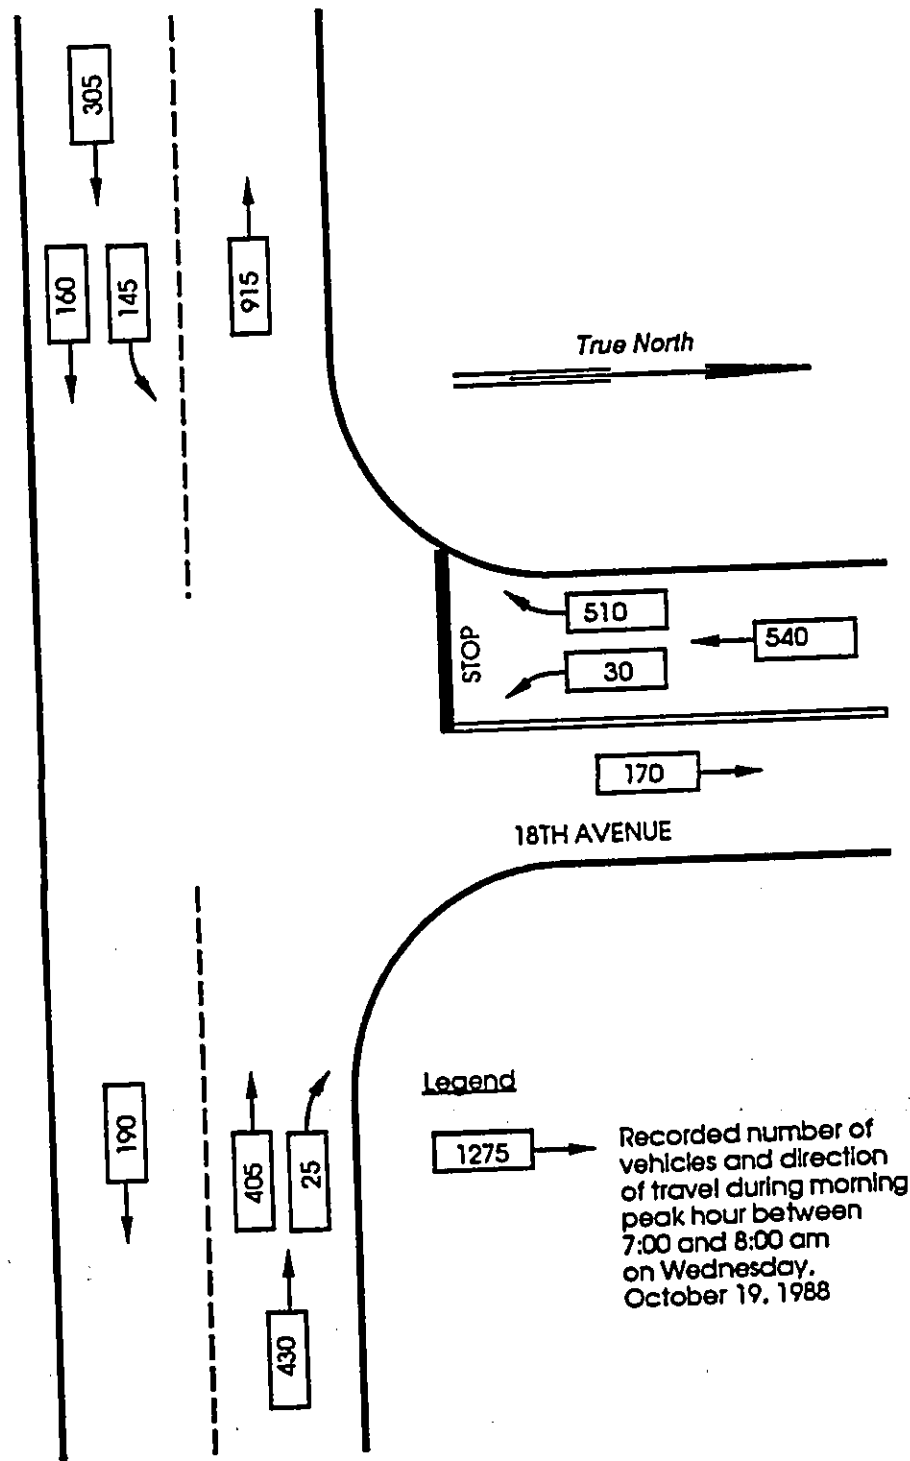 305
160
145
915
True North
STOP
510
30
540
170
18TH AVENUE
190
405
25
430
Legend
1275
Recorded number of
vehicles and direction
of travel during morning
peak hour between
7:00 and 8:00 am
on Wednesday,
October 19, 1988